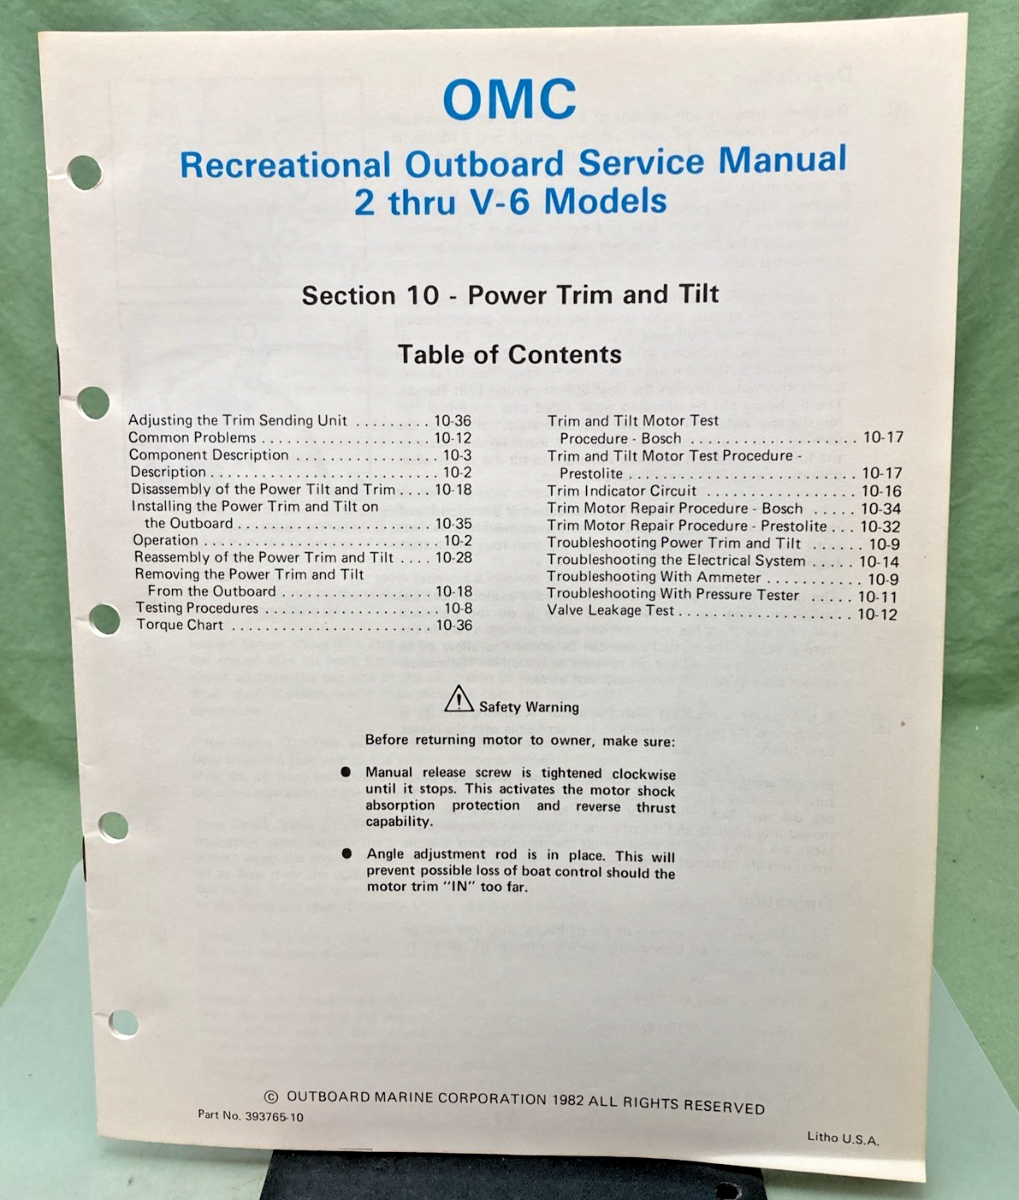 OMC
Recreational Outboard Service Manual
2 thru V-6 Models
Section 10 - Power Trim and Tilt
Table of Contents
Adjusting the Trim Sending Unit ......... 10-36
Common Problems .................... 10-12
Component Description ................. 10-3
Description ........................... 10-2
Disassembly of the Power Tilt and Trim .... 10-18
Installing the Power Trim and Tilt on
the Outboard ....................... 10-35
Operation ............................ 10-2
Reassembly of the Power Trim and Tilt .... 10-28
Removing the Power Trim and Tilt
From the Outboard .................. 10-18
Testing Procedures ..................... 10-8
Torque Chart ........................ 10-36
Trim and Tilt Motor Test
Procedure - Bosch .................... 10-17
Trim and Tilt Motor Test Procedure -
Prestolite ........................... 10-17
Trim Indicator Circuit ................. 10-16
Trim Motor Repair Procedure - Bosch ..... 10-34
Trim Motor Repair Procedure - Prestolite ... 10-32
Troubleshooting Power Trim and Tilt ...... 10-9
Troubleshooting the Electrical System ..... 10-14
Troubleshooting With Ammeter ........... 10-9
Troubleshooting With Pressure Tester ..... 10-11
Valve Leakage Test .................... 10-12
Safety Warning
Before returning motor to owner, make sure:
● Manual release screw is tightened clockwise
until it stops. This activates the motor shock
absorption protection and reverse thrust
capability.
● Angle adjustment rod is in place. This will
prevent possible loss of boat control should the
motor trim "IN" too far.
© OUTBOARD MARINE CORPORATION 1982 ALL RIGHTS RESERVED
Part No. 393765-10
Litho U.S.A.